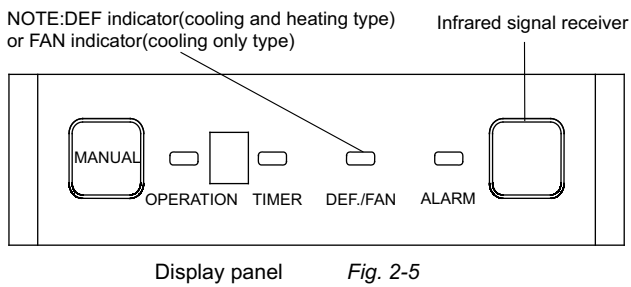 NOTE:DEF indicator(cooling and heating type)
or FAN indicator(cooling only type)
Infrared signal receiver
MANUAL
OPERATION TIMER DEF./FAN ALARM
Display panel Fig. 2-5